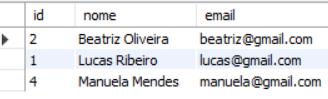 id nome email
2 Beatriz Oliveira beatriz@gmail.com
1 Lucas Ribeiro lucas@gmail.com
4 Manuela Mendes manuela@gmail.com